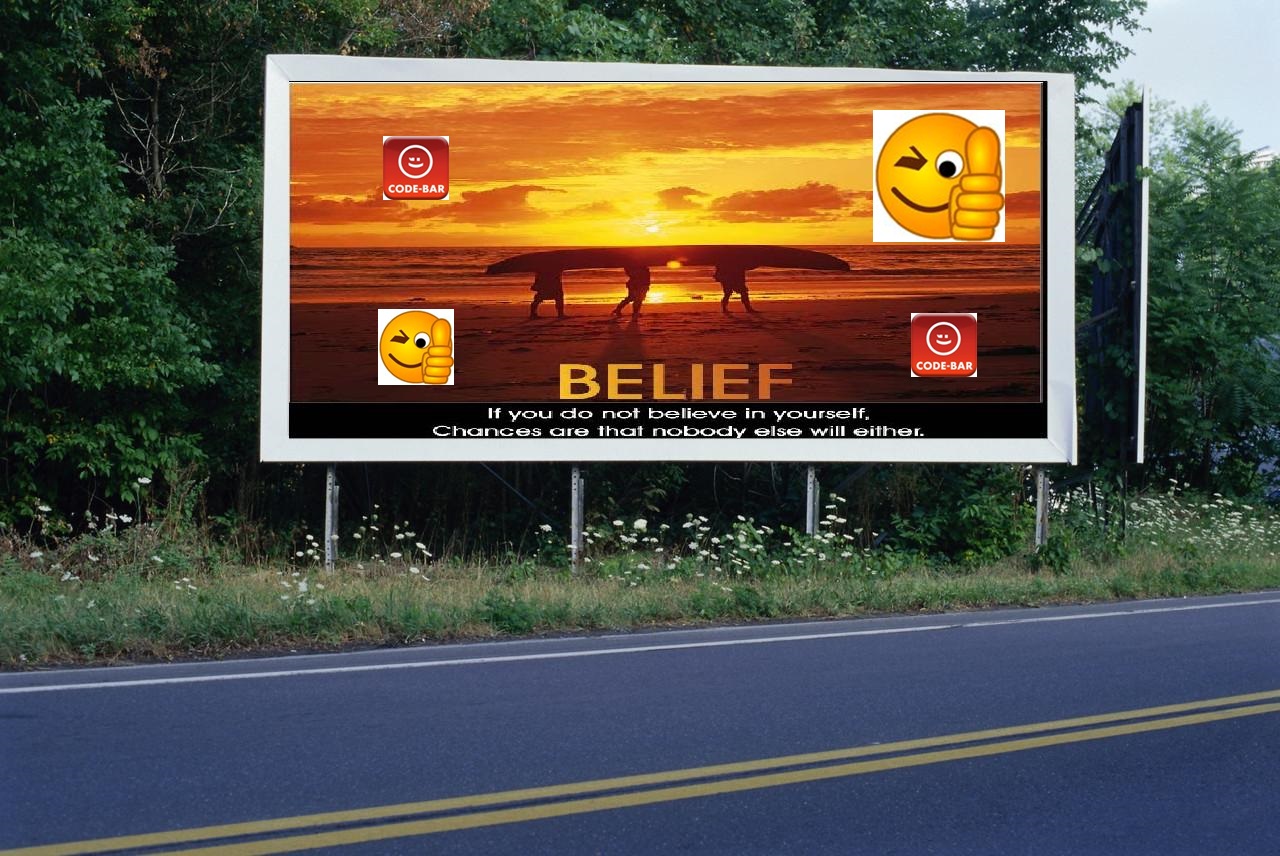 CODE-BAR
CODE-BAR
BELIEF
If you do not believe in yourself,
Chances are that nobody else will either.